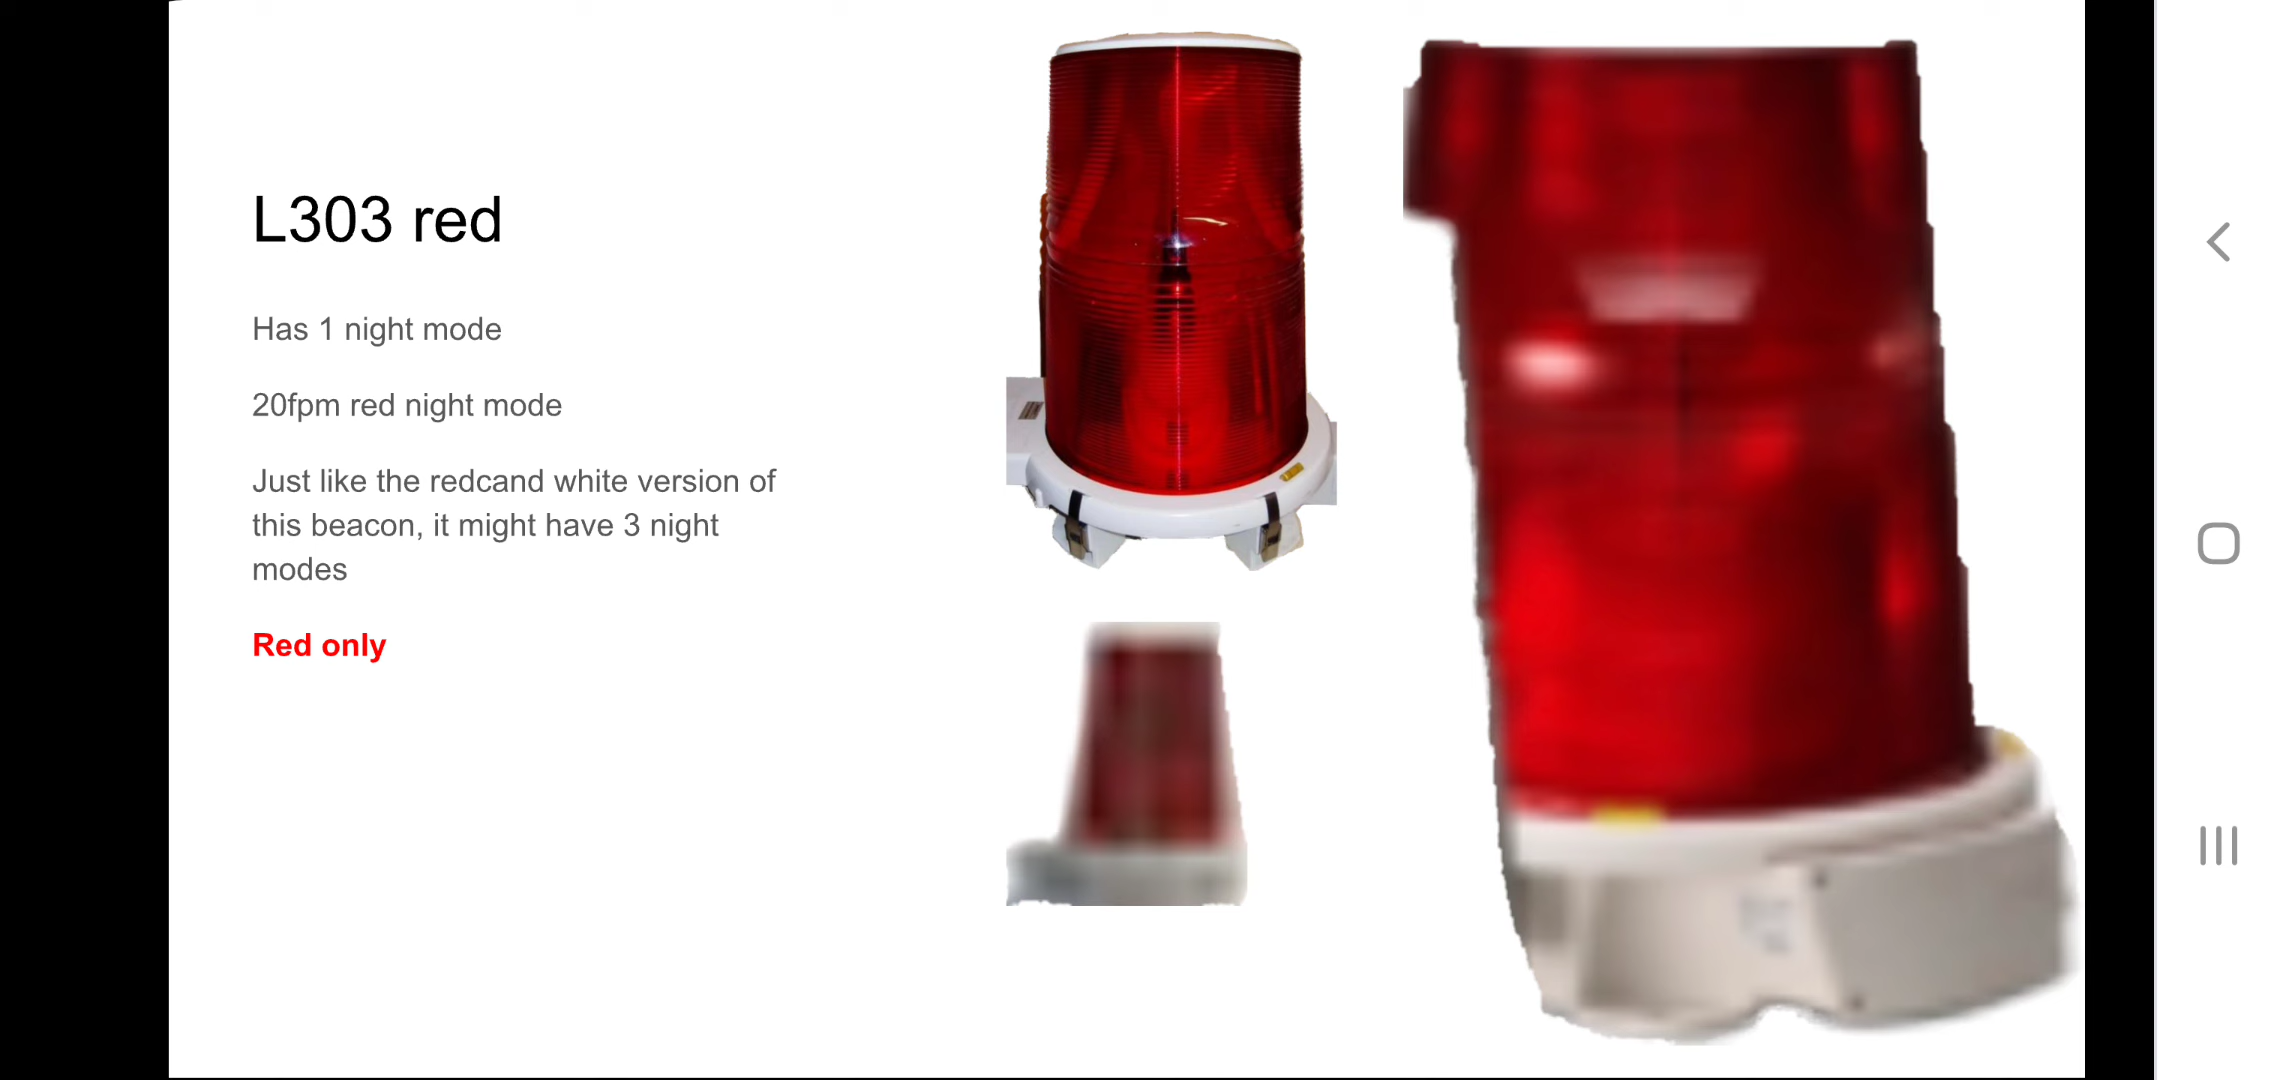 L303 red
Has 1 night mode
20fpm red night mode
Just like the redcand white version of
this beacon, it might have 3 night
modes
Red only